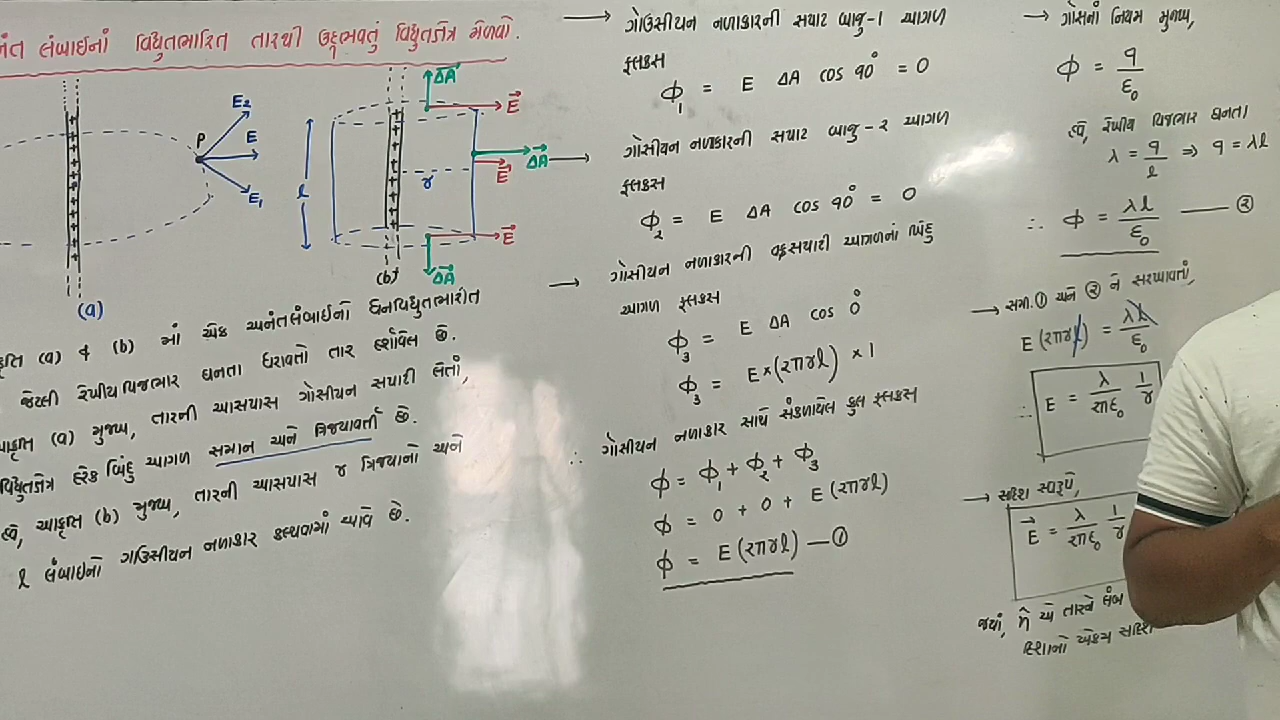 લંબાઈનાં વિદ્યુતભારિત તારથી ઉદ્ભવતું વિદ્યુતક્ષેત્ર મેળવો.
E₂
P
E
E₁
(a)
ΔA⃗
E⃗
ΔA⃗
E⃗
l
r
E⃗
ΔA⃗
(b)
(a) ર્ક (b) માં એક અનંતલંબાઈનો ધનવિદ્યુતભારીત
જેટલી રેખીય વિજભાર ઘનતા ધરાવતો તાર દર્શાવેલ છે.
(a) મુજબ, તારની આસપાસ ગોસીયન સપાટી લેતાં,
વિદ્યુતક્ષેત્ર દરેક બિંદુ આગળ સમાન અને ત્રિજ્યાવર્તી છે.
હવે, આકૃતિ (b) મુજબ, તારની આસપાસ r ત્રિજ્યાનો અને
l લંબાઈનો ગાઉસીયન નળાકાર કલ્પવામાં આવે છે.
→ ગોઉસીયન નળાકારની સપાટ બાજુ-1 આગળ
ફ્લક્સ
ϕ₁ = E ΔA cos 90° = 0
→ ગોસીયન નળાકારની સપાટ બાજુ-૨ આગળ
ફ્લક્સ
ϕ₂ = E ΔA cos 90° = 0
→ ગોસીયન નળાકારની વક્રસપાટી આગળનાં બિંદુ
આગળ ફ્લક્સ
ϕ₃ = E ΔA cos 0°
ϕ₃ = E×(2πrl) × 1
∴ ગોસીયન નળાકાર સાથે સંકળાયેલ કુલ ફ્લક્સ
ϕ = ϕ₁ + ϕ₂ + ϕ₃
ϕ = 0 + 0 + E (2πrl)
ϕ = E (2πrl) — ①
→ ગોસનાં નિયમ મુજબ,
ϕ = q/ε₀
હવે, રેખીય વિજભાર ઘનતા
λ = q/l ⇒ q = λl
∴ ϕ = λl/ε₀ — ②
→ સમી. ① અને ② ને સરખાવતાં,
E (2πrl) = λl/ε₀
∴ E = λ/2πε₀ 1/r
→ સદિશ સ્વરૂપે,
E⃗ = λ/2πε₀ 1/r
જ્યાં, n̂ એ તારને લંબ
દિશાનો એકમ સદિશ